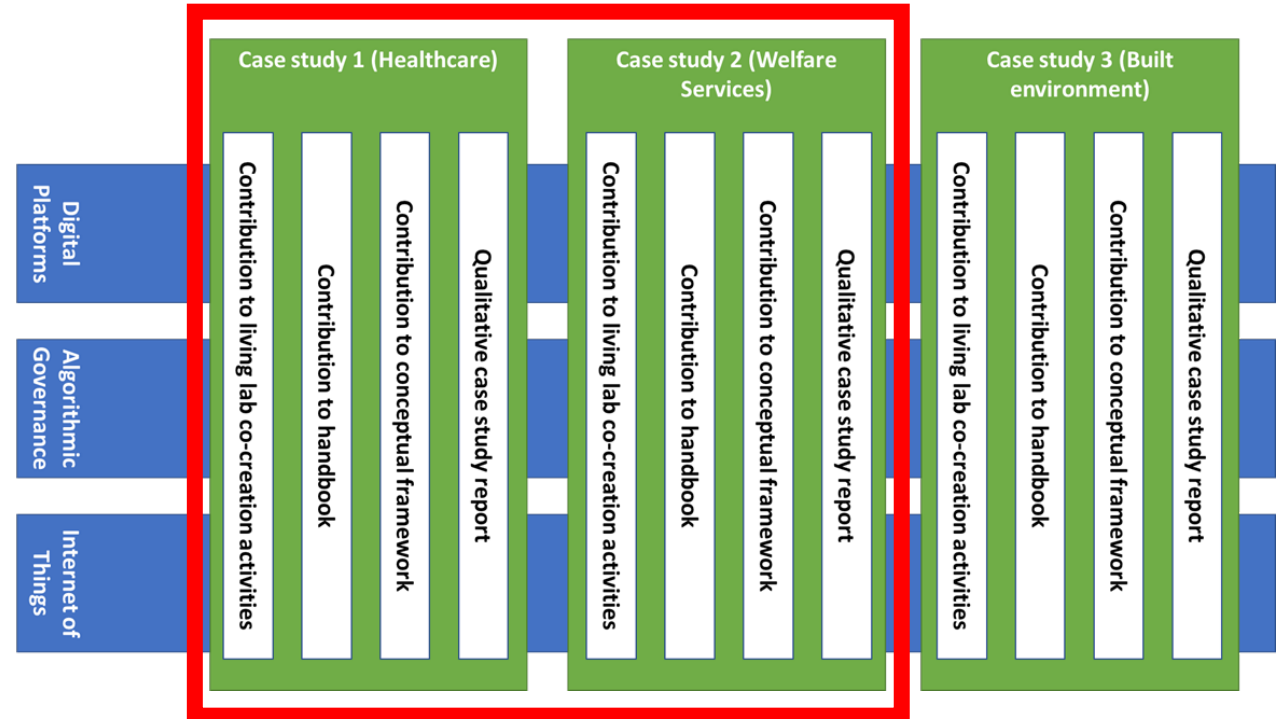 Case study 1 (Healthcare)
Case study 2 (Welfare
Services)
Case study 3 (Built
environment)
Digital
Platforms
Algorithmic
Governance
Internet of
Things
Contribution to living lab co-creation activities
Contribution to handbook
Contribution to conceptual framework
Qualitative case study report
Contribution to living lab co-creation activities
Contribution to handbook
Contribution to conceptual framework
Qualitative case study report
Contribution to living lab co-creation activities
Contribution to handbook
Contribution to conceptual framework
Qualitative case study report